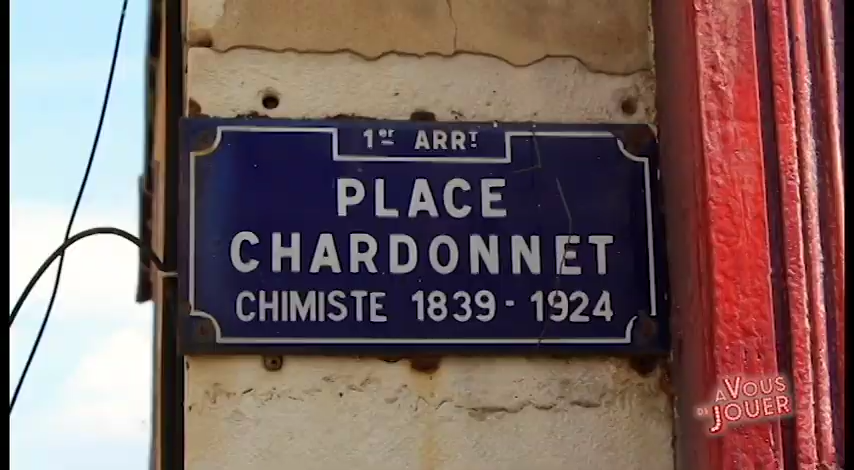 1er ARRT
PLACE
CHARDONNET
CHIMISTE 1839 - 1924
A VOUS
DE JOUER